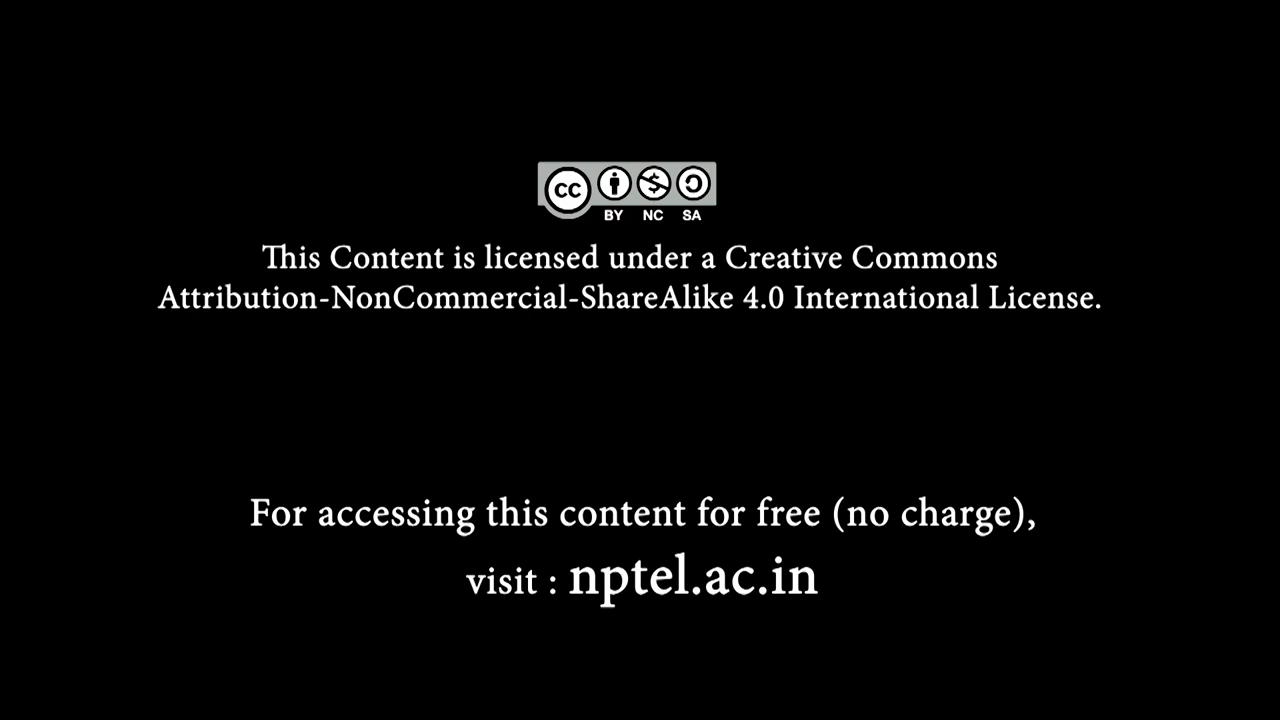 CC BY NC SA
This Content is licensed under a Creative Commons
Attribution-NonCommercial-ShareAlike 4.0 International License.
For accessing this content for free (no charge),
visit : nptel.ac.in